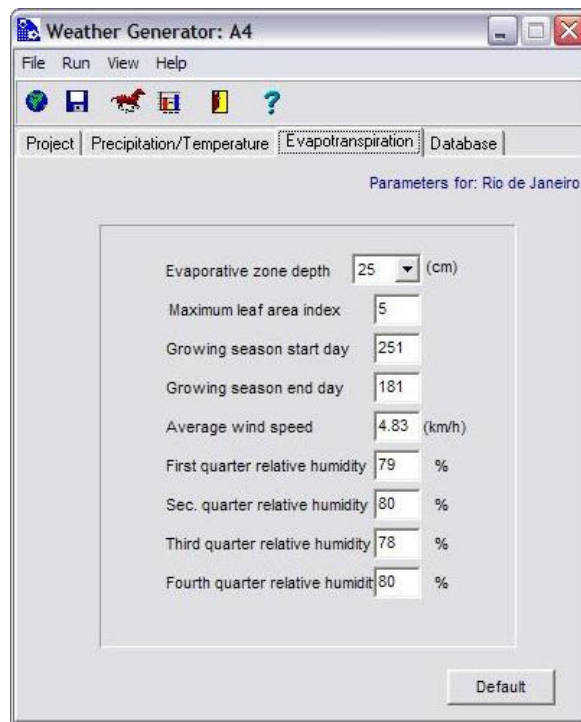 Weather Generator: A4
File Run View Help
Project Precipitation/Temperature Evapotranspiration Database
Parameters for: Rio de Janeiro
Evaporative zone depth 25 (cm)
Maximum leaf area index 5
Growing season start day 251
Growing season end day 181
Average wind speed 4.83 (km/h)
First quarter relative humidity 79 %
Sec. quarter relative humidity 80 %
Third quarter relative humidity 78 %
Fourth quarter relative humidit 80 %
Default